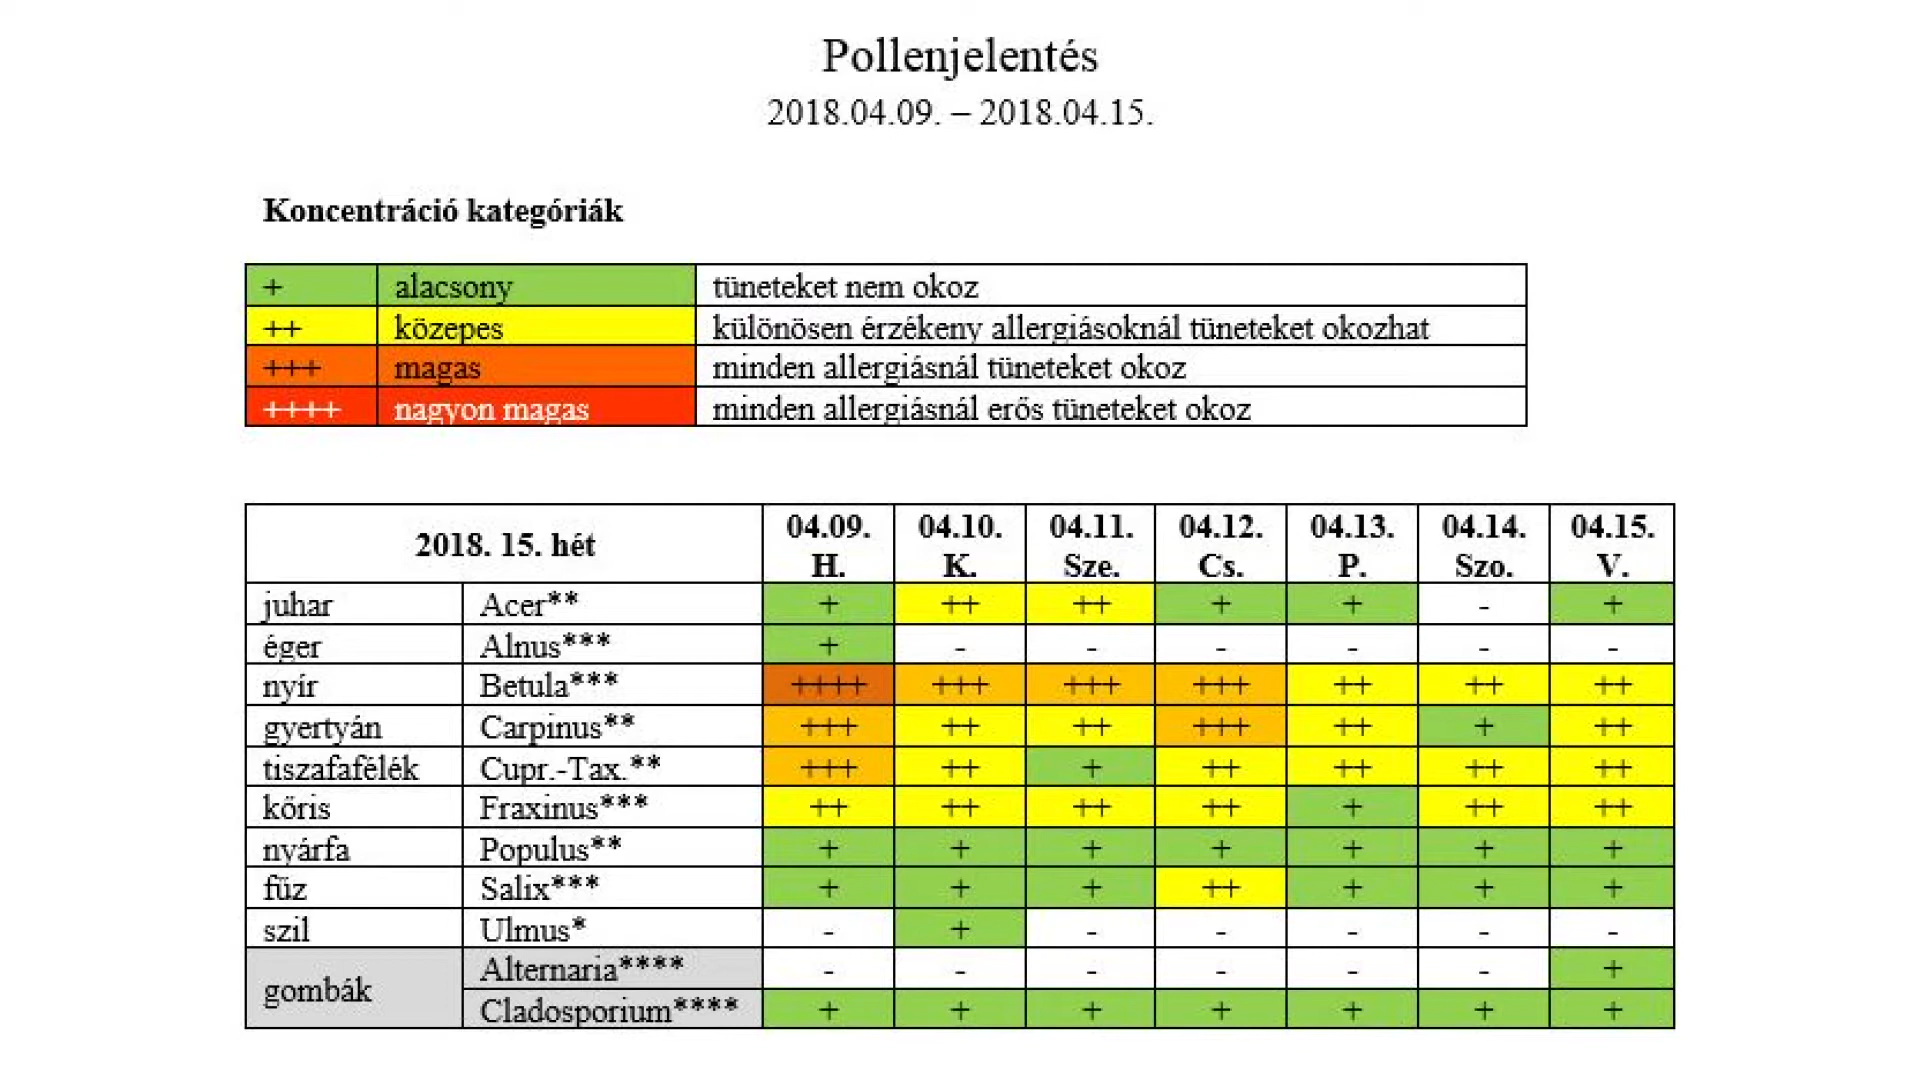 Pollenjelentés
2018.04.09. – 2018.04.15.
Koncentráció kategóriák
+ alacsony tüneteket nem okoz
++ közepes különösen érzékeny allergiásoknál tüneteket okozhat
+++ magas minden allergiásnál tüneteket okoz
++++ nagyon magas minden allergiásnál erős tüneteket okoz
2018. 15. hét 04.09. H. 04.10. K. 04.11. Sze. 04.12. Cs. 04.13. P. 04.14. Szo. 04.15. V.
juhar Acer** + ++ ++ + + - +
éger Alnus*** + - - - - - -
nyír Betula*** ++++ +++ +++ +++ ++ ++ ++
gyertyán Carpinus** +++ ++ ++ +++ ++ + ++
tiszafafélék Cupr.-Tax.** +++ ++ + ++ ++ ++ ++
kőris Fraxinus*** ++ ++ ++ ++ + ++ ++
nyárfa Populus** + + + + + + +
fűz Salix*** + + + ++ + + +
szil Ulmus* - + - - - - -
gombák Alternaria**** - - - - - - +
Cladosporium**** + + + + + + +